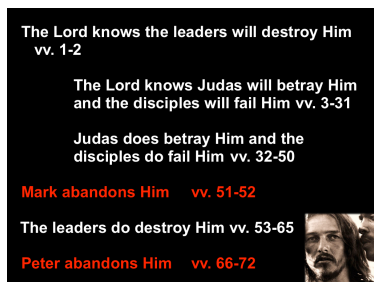 The Lord knows the leaders will destroy Him
vv. 1-2
The Lord knows Judas will betray Him
and the disciples will fail Him vv. 3-31
Judas does betray Him and the
disciples do fail Him vv. 32-50
Mark abandons Him vv. 51-52
The leaders do destroy Him vv. 53-65
Peter abandons Him vv. 66-72